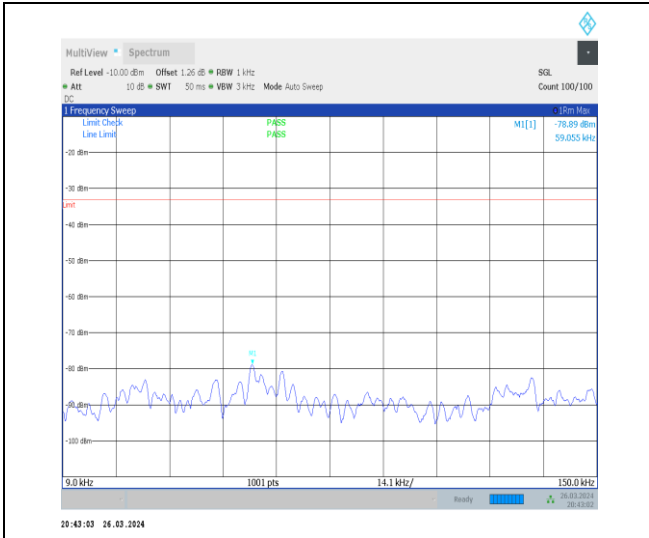 MultiView Spectrum
Ref Level -10.00 dBm Offset 1.26 dB RBW 1 kHz SGL
Att 10 dB SWT 50 ms VBW 3 kHz Mode Auto Sweep Count 100/100
DC
1 Frequency Sweep 1Rm Max
Limit Check PASS M1[1] -78.89 dBm
Line Limit PASS 59.055 kHz
-20 dBm
-30 dBm
Limit
-40 dBm
-50 dBm
-60 dBm
-70 dBm
M1
-80 dBm
-90 dBm
-100 dBm
9.0 kHz 1001 pts 14.1 kHz/ 150.0 kHz
Ready 26.03.2024
20:43:02
20:43:03 26.03.2024